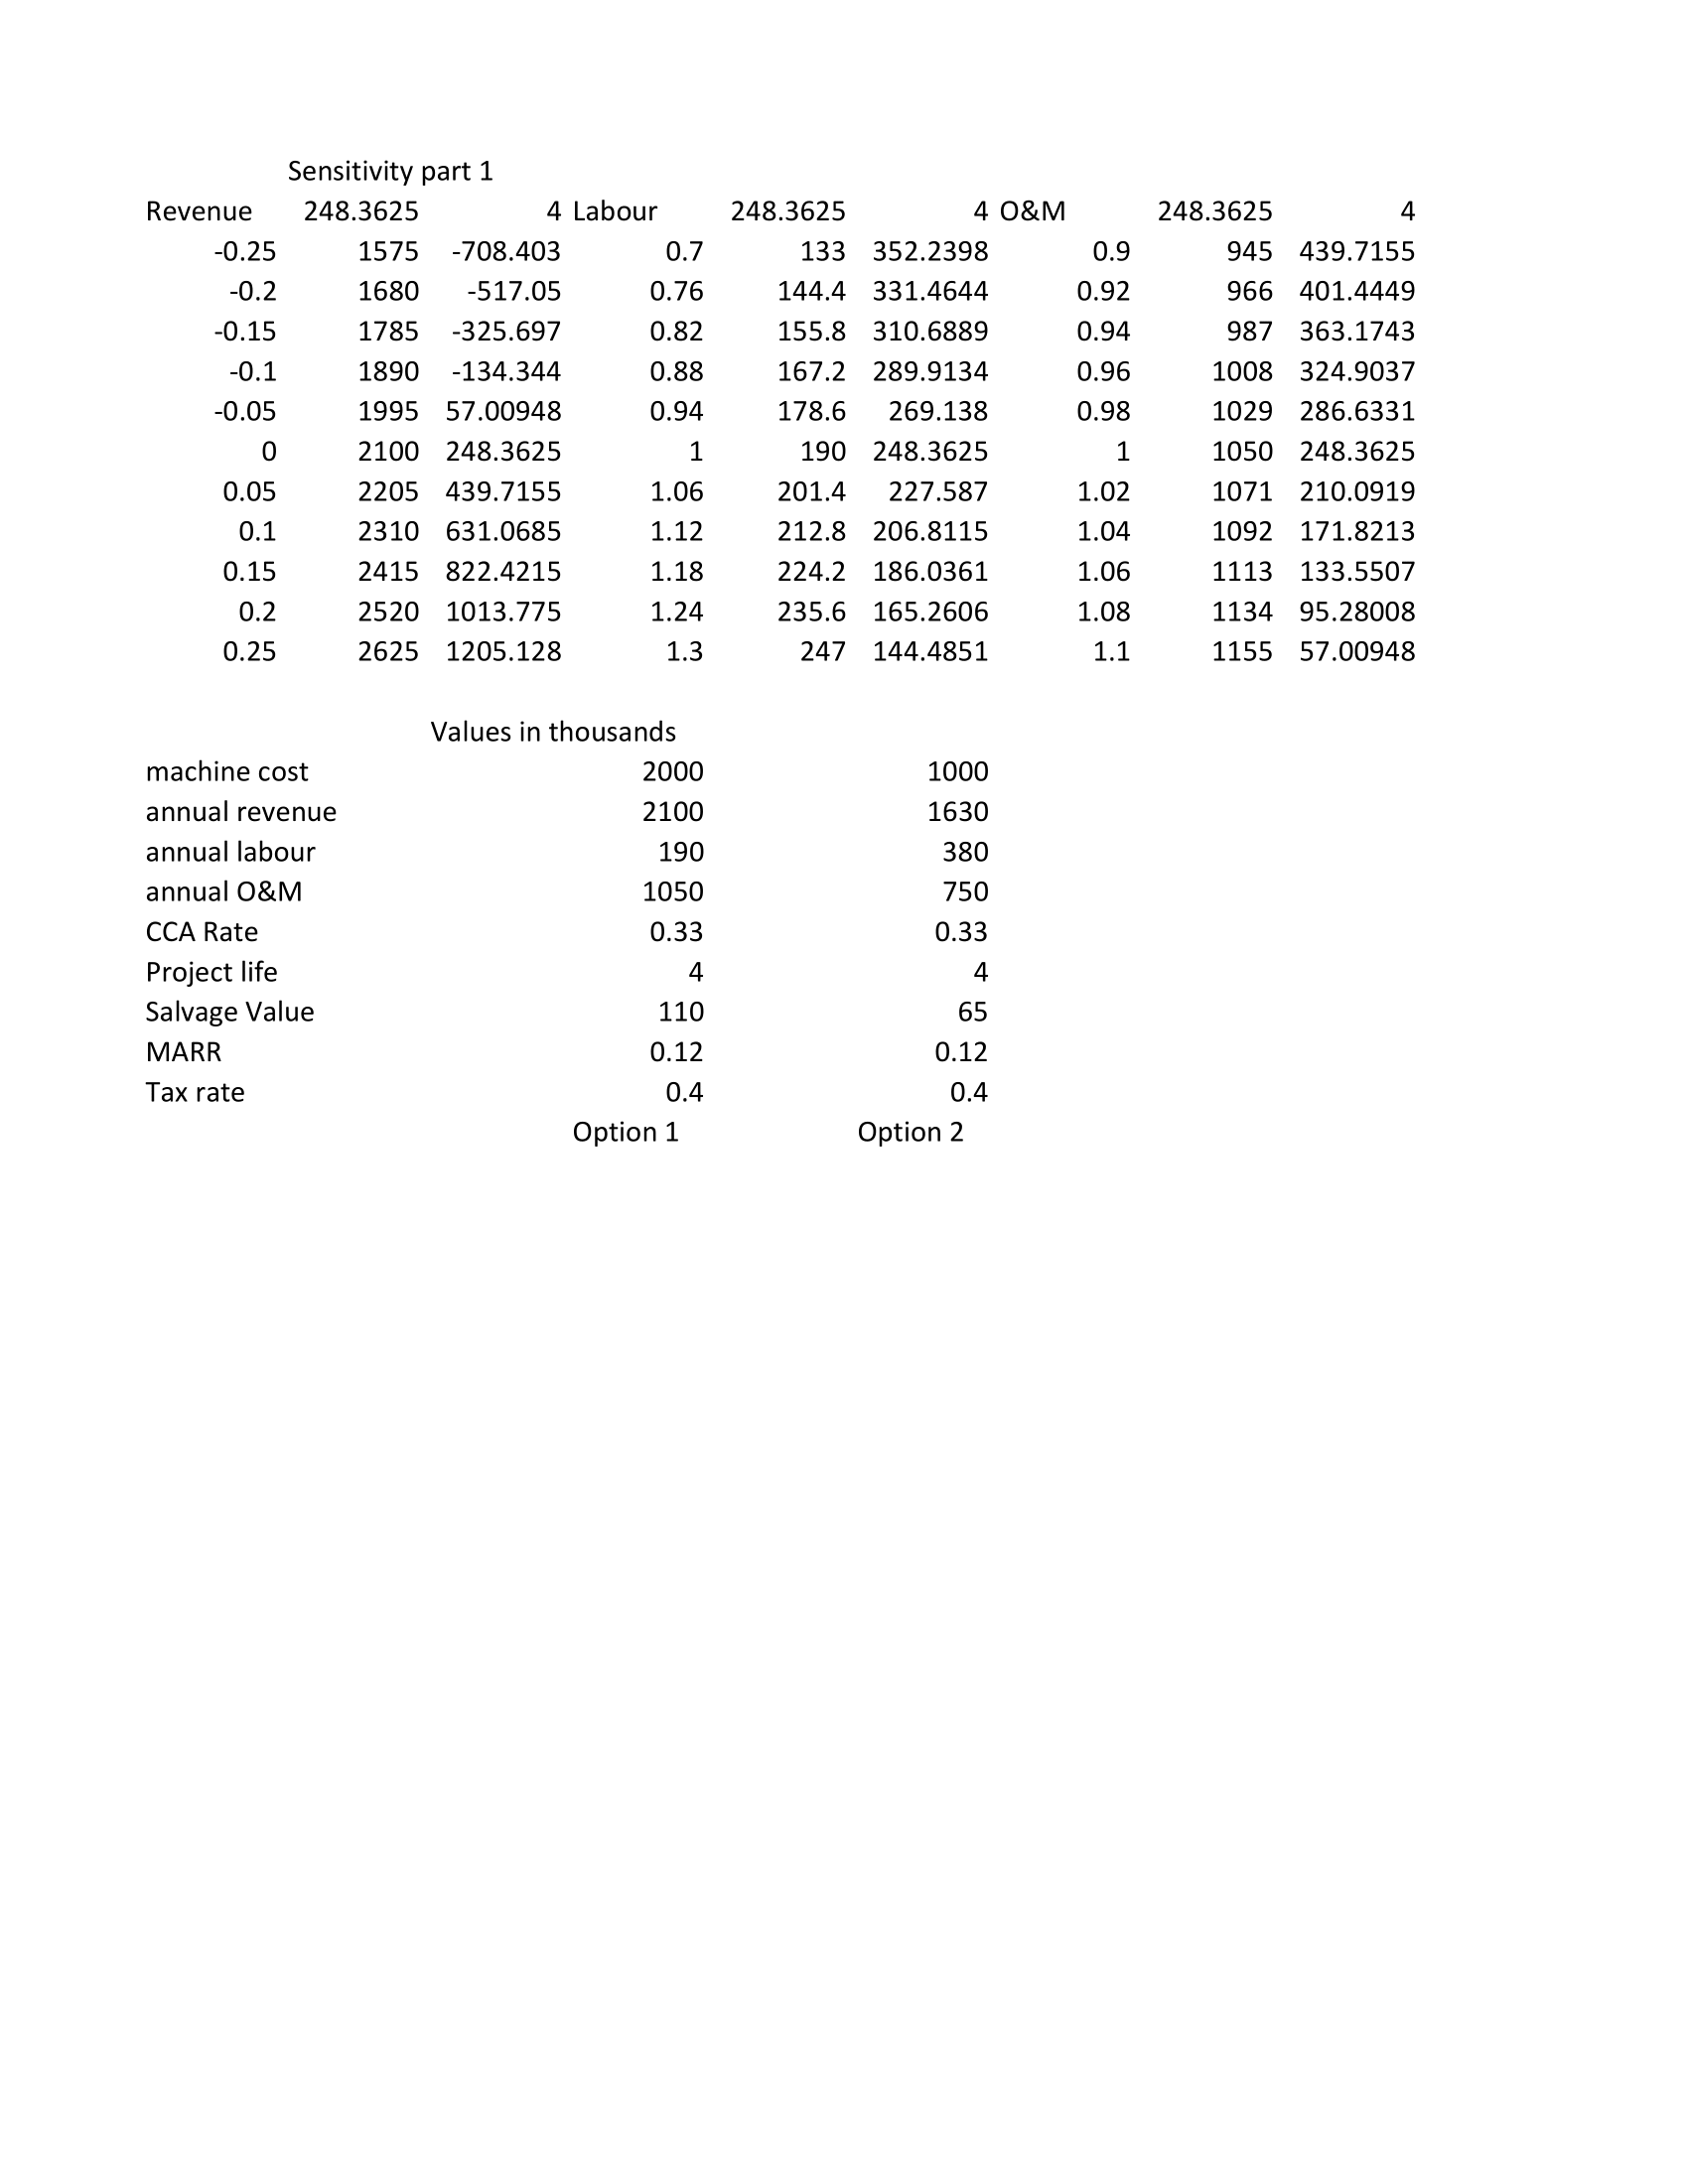 Sensitivity part 1
Revenue 248.3625 4 Labour 248.3625 4 O&M 248.3625 4
-0.25 1575 -708.403 0.7 133 352.2398 0.9 945 439.7155
-0.2 1680 -517.05 0.76 144.4 331.4644 0.92 966 401.4449
-0.15 1785 -325.697 0.82 155.8 310.6889 0.94 987 363.1743
-0.1 1890 -134.344 0.88 167.2 289.9134 0.96 1008 324.9037
-0.05 1995 57.00948 0.94 178.6 269.138 0.98 1029 286.6331
0 2100 248.3625 1 190 248.3625 1 1050 248.3625
0.05 2205 439.7155 1.06 201.4 227.587 1.02 1071 210.0919
0.1 2310 631.0685 1.12 212.8 206.8115 1.04 1092 171.8213
0.15 2415 822.4215 1.18 224.2 186.0361 1.06 1113 133.5507
0.2 2520 1013.775 1.24 235.6 165.2606 1.08 1134 95.28008
0.25 2625 1205.128 1.3 247 144.4851 1.1 1155 57.00948
Values in thousands
machine cost 2000 1000
annual revenue 2100 1630
annual labour 190 380
annual O&M 1050 750
CCA Rate 0.33 0.33
Project life 4 4
Salvage Value 110 65
MARR 0.12 0.12
Tax rate 0.4 0.4
Option 1 Option 2